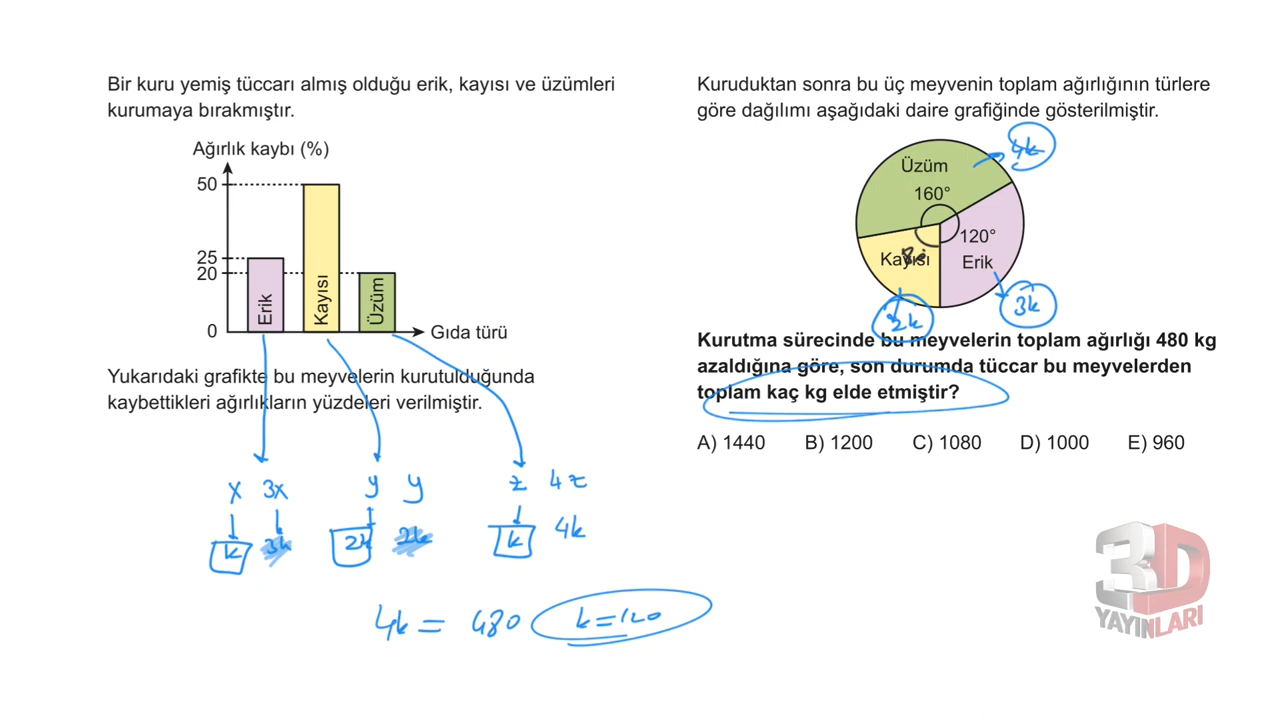 Bir kuru yemiş tüccarı almış olduğu erik, kayısı ve üzümleri
kurumaya bırakmıştır.
Ağırlık kaybı (%)
50
25
20
0
Erik
Kayısı
Üzüm
Gıda türü
Yukarıdaki grafikte bu meyvelerin kurutulduğunda
kaybettikleri ağırlıkların yüzdeleri verilmiştir.
x 3x y y z 4z
k 3k 2k 2k k 4k
4k = 480 k = 120
Kuruduktan sonra bu üç meyvenin toplam ağırlığının türlere
göre dağılımı aşağıdaki daire grafiğinde gösterilmiştir.
4k
Üzüm
160°
120°
Kayısı
Erik
3k
2k
Kurutma sürecinde bu meyvelerin toplam ağırlığı 480 kg
azaldığına göre, son durumda tüccar bu meyvelerden
toplam kaç kg elde etmiştir?
A) 1440 B) 1200 C) 1080 D) 1000 E) 960
3D
YAYINLARI